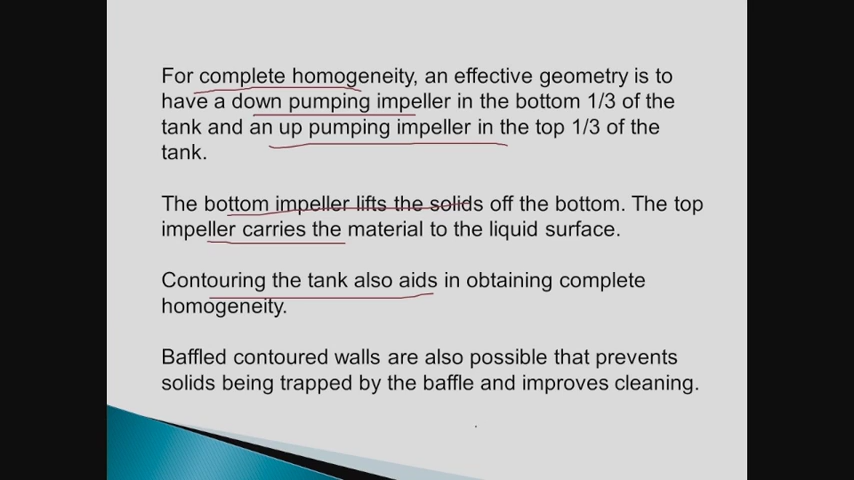 For complete homogeneity, an effective geometry is to
have a down pumping impeller in the bottom 1/3 of the
tank and an up pumping impeller in the top 1/3 of the
tank.
The bottom impeller lifts the solids off the bottom. The top
impeller carries the material to the liquid surface.
Contouring the tank also aids in obtaining complete
homogeneity.
Baffled contoured walls are also possible that prevents
solids being trapped by the baffle and improves cleaning.